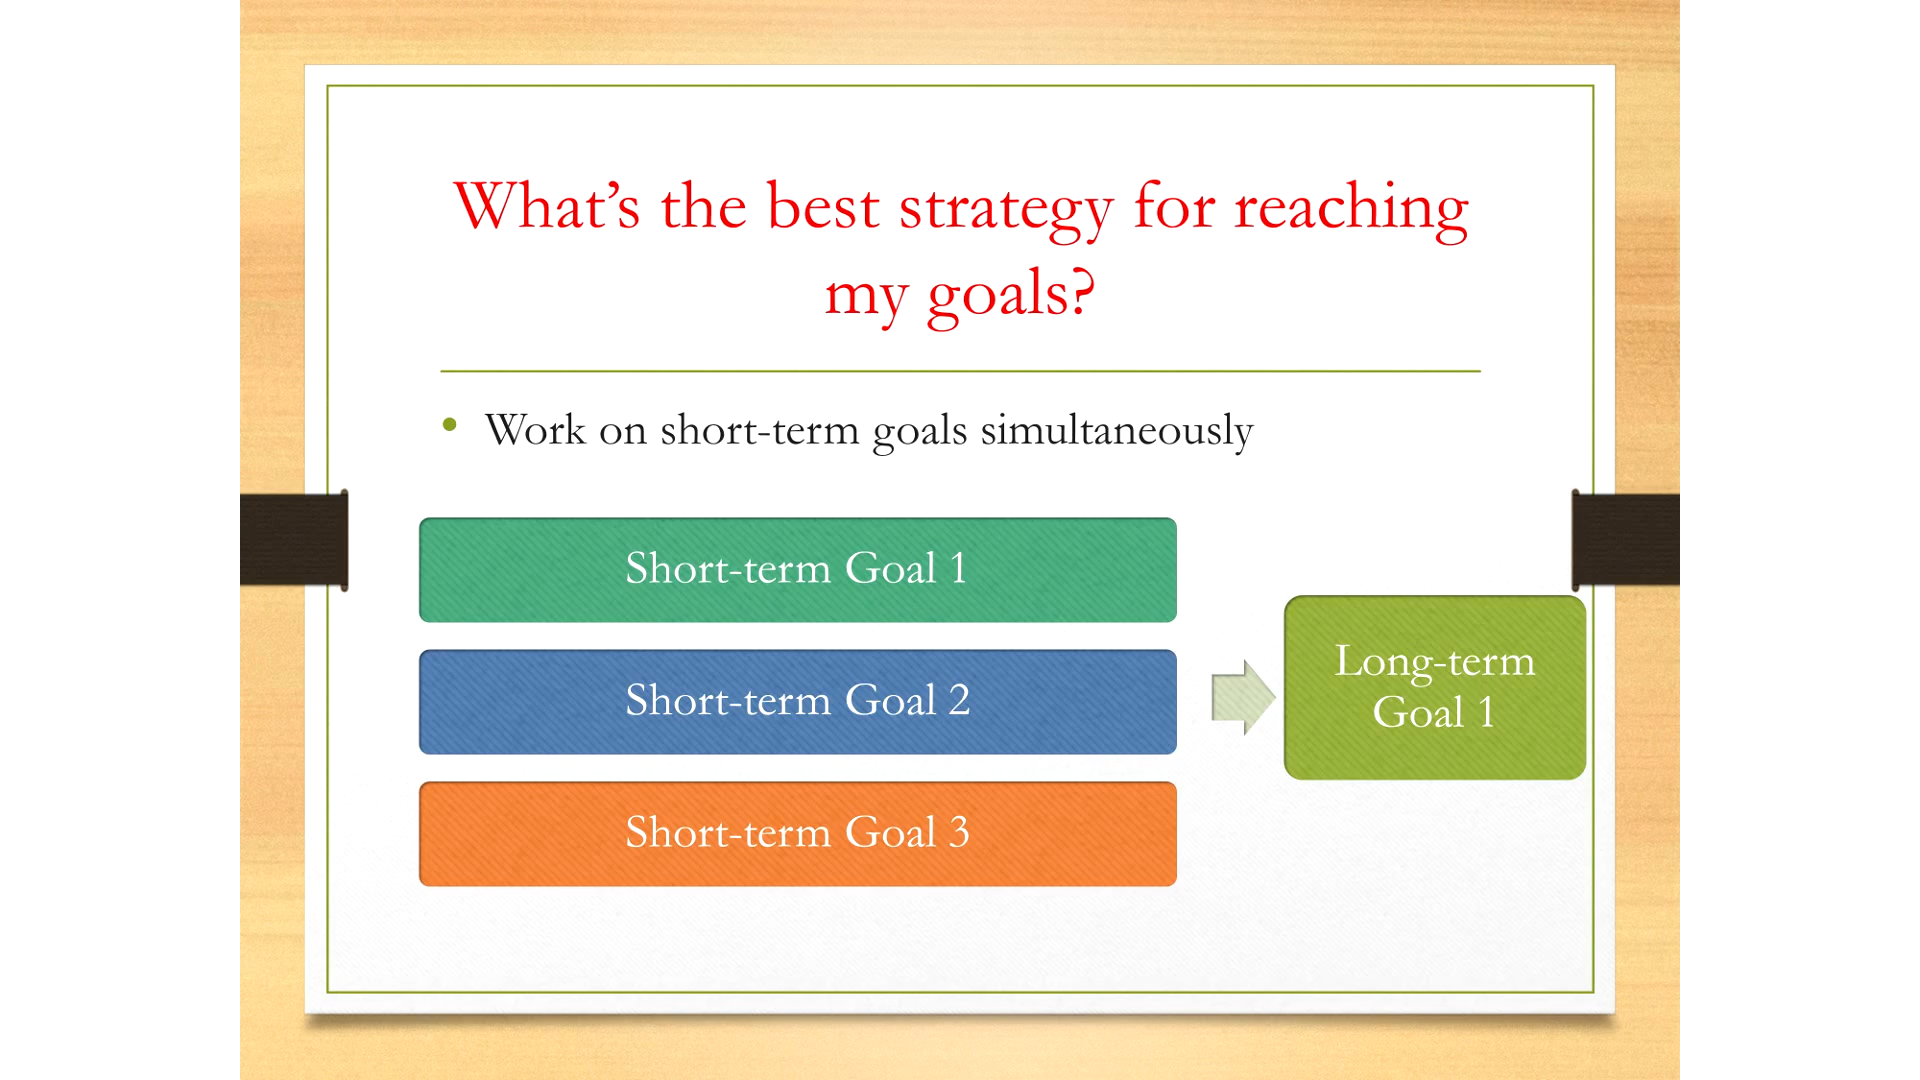 What’s the best strategy for reaching
my goals?
• Work on short-term goals simultaneously
Short-term Goal 1
Short-term Goal 2
Short-term Goal 3
Long-term
Goal 1